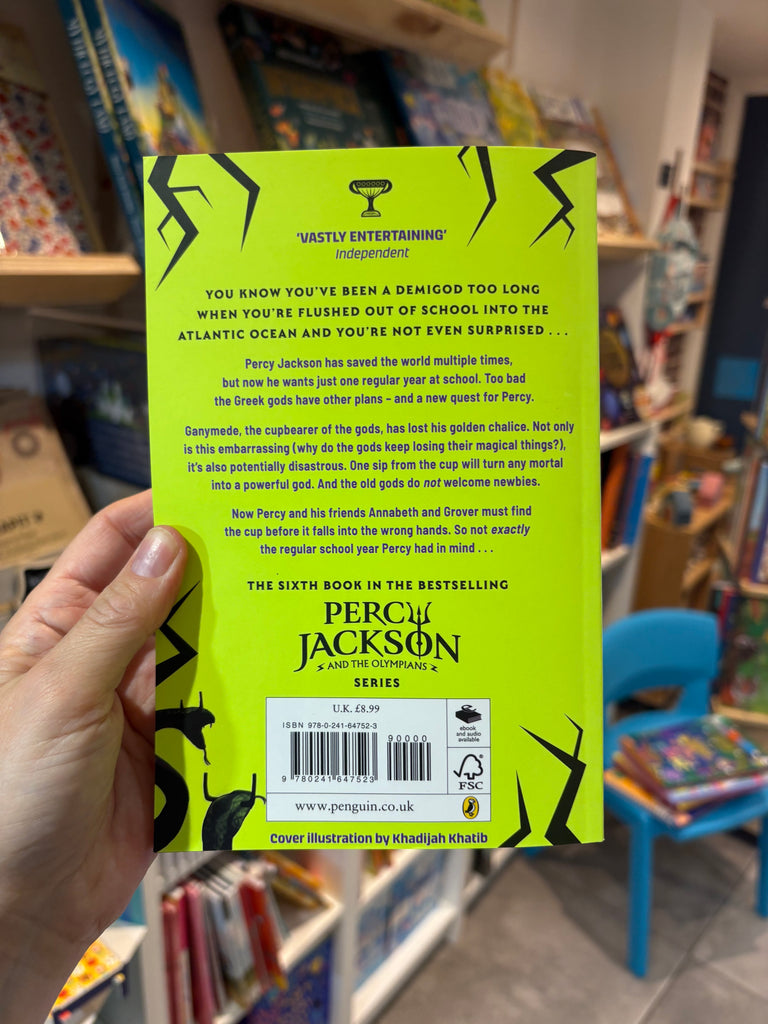 'VASTLY ENTERTAINING'
Independent
YOU KNOW YOU'VE BEEN A DEMIGOD TOO LONG
WHEN YOU'RE FLUSHED OUT OF SCHOOL INTO THE
ATLANTIC OCEAN AND YOU'RE NOT EVEN SURPRISED . . .
Percy Jackson has saved the world multiple times,
but now he wants just one regular year at school. Too bad
the Greek gods have other plans – and a new quest for Percy.
Ganymede, the cupbearer of the gods, has lost his golden chalice. Not only
is this embarrassing (why do the gods keep losing their magical things?),
it's also potentially disastrous. One sip from the cup will turn any mortal
into a powerful god. And the old gods do not welcome newbies.
Now Percy and his friends Annabeth and Grover must find
the cup before it falls into the wrong hands. So not exactly
the regular school year Percy had in mind . . .
THE SIXTH BOOK IN THE BESTSELLING
PERCY
JACKSON
AND THE OLYMPIANS
SERIES
U.K. £8.99
ISBN 978-0-241-64752-3
90000
9 780241 647523
ebook
and audio
available
FSC
www.penguin.co.uk
Cover illustration by Khadijah Khatib